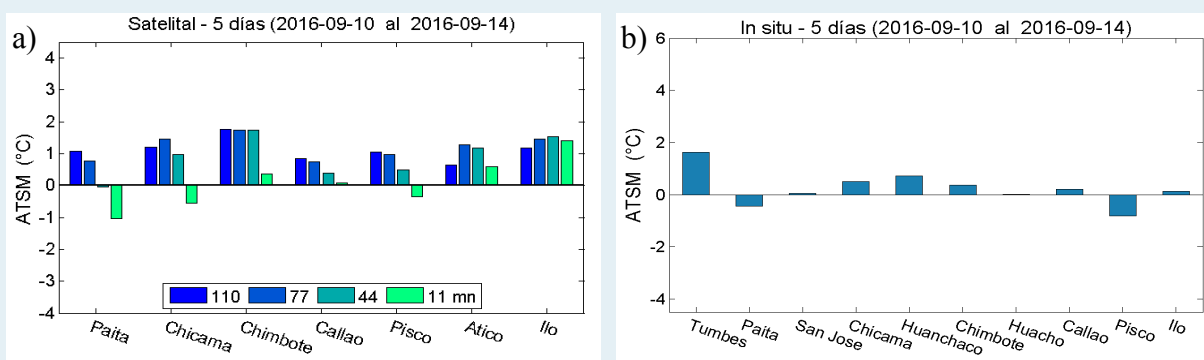 a)
Satelital - 5 días (2016-09-10 al 2016-09-14)
ATSM (°C)
4
3
2
1
0
-1
-2
-3
-4
110 77 44 11 mn
Paita Chicama Chimbote Callao Pisco Atico Ilo
b)
In situ - 5 días (2016-09-10 al 2016-09-14)
ATSM (°C)
6
4
2
0
-2
-4
Tumbes Paita San Jose Chicama Huanchaco Chimbote Huacho Callao Pisco Ilo